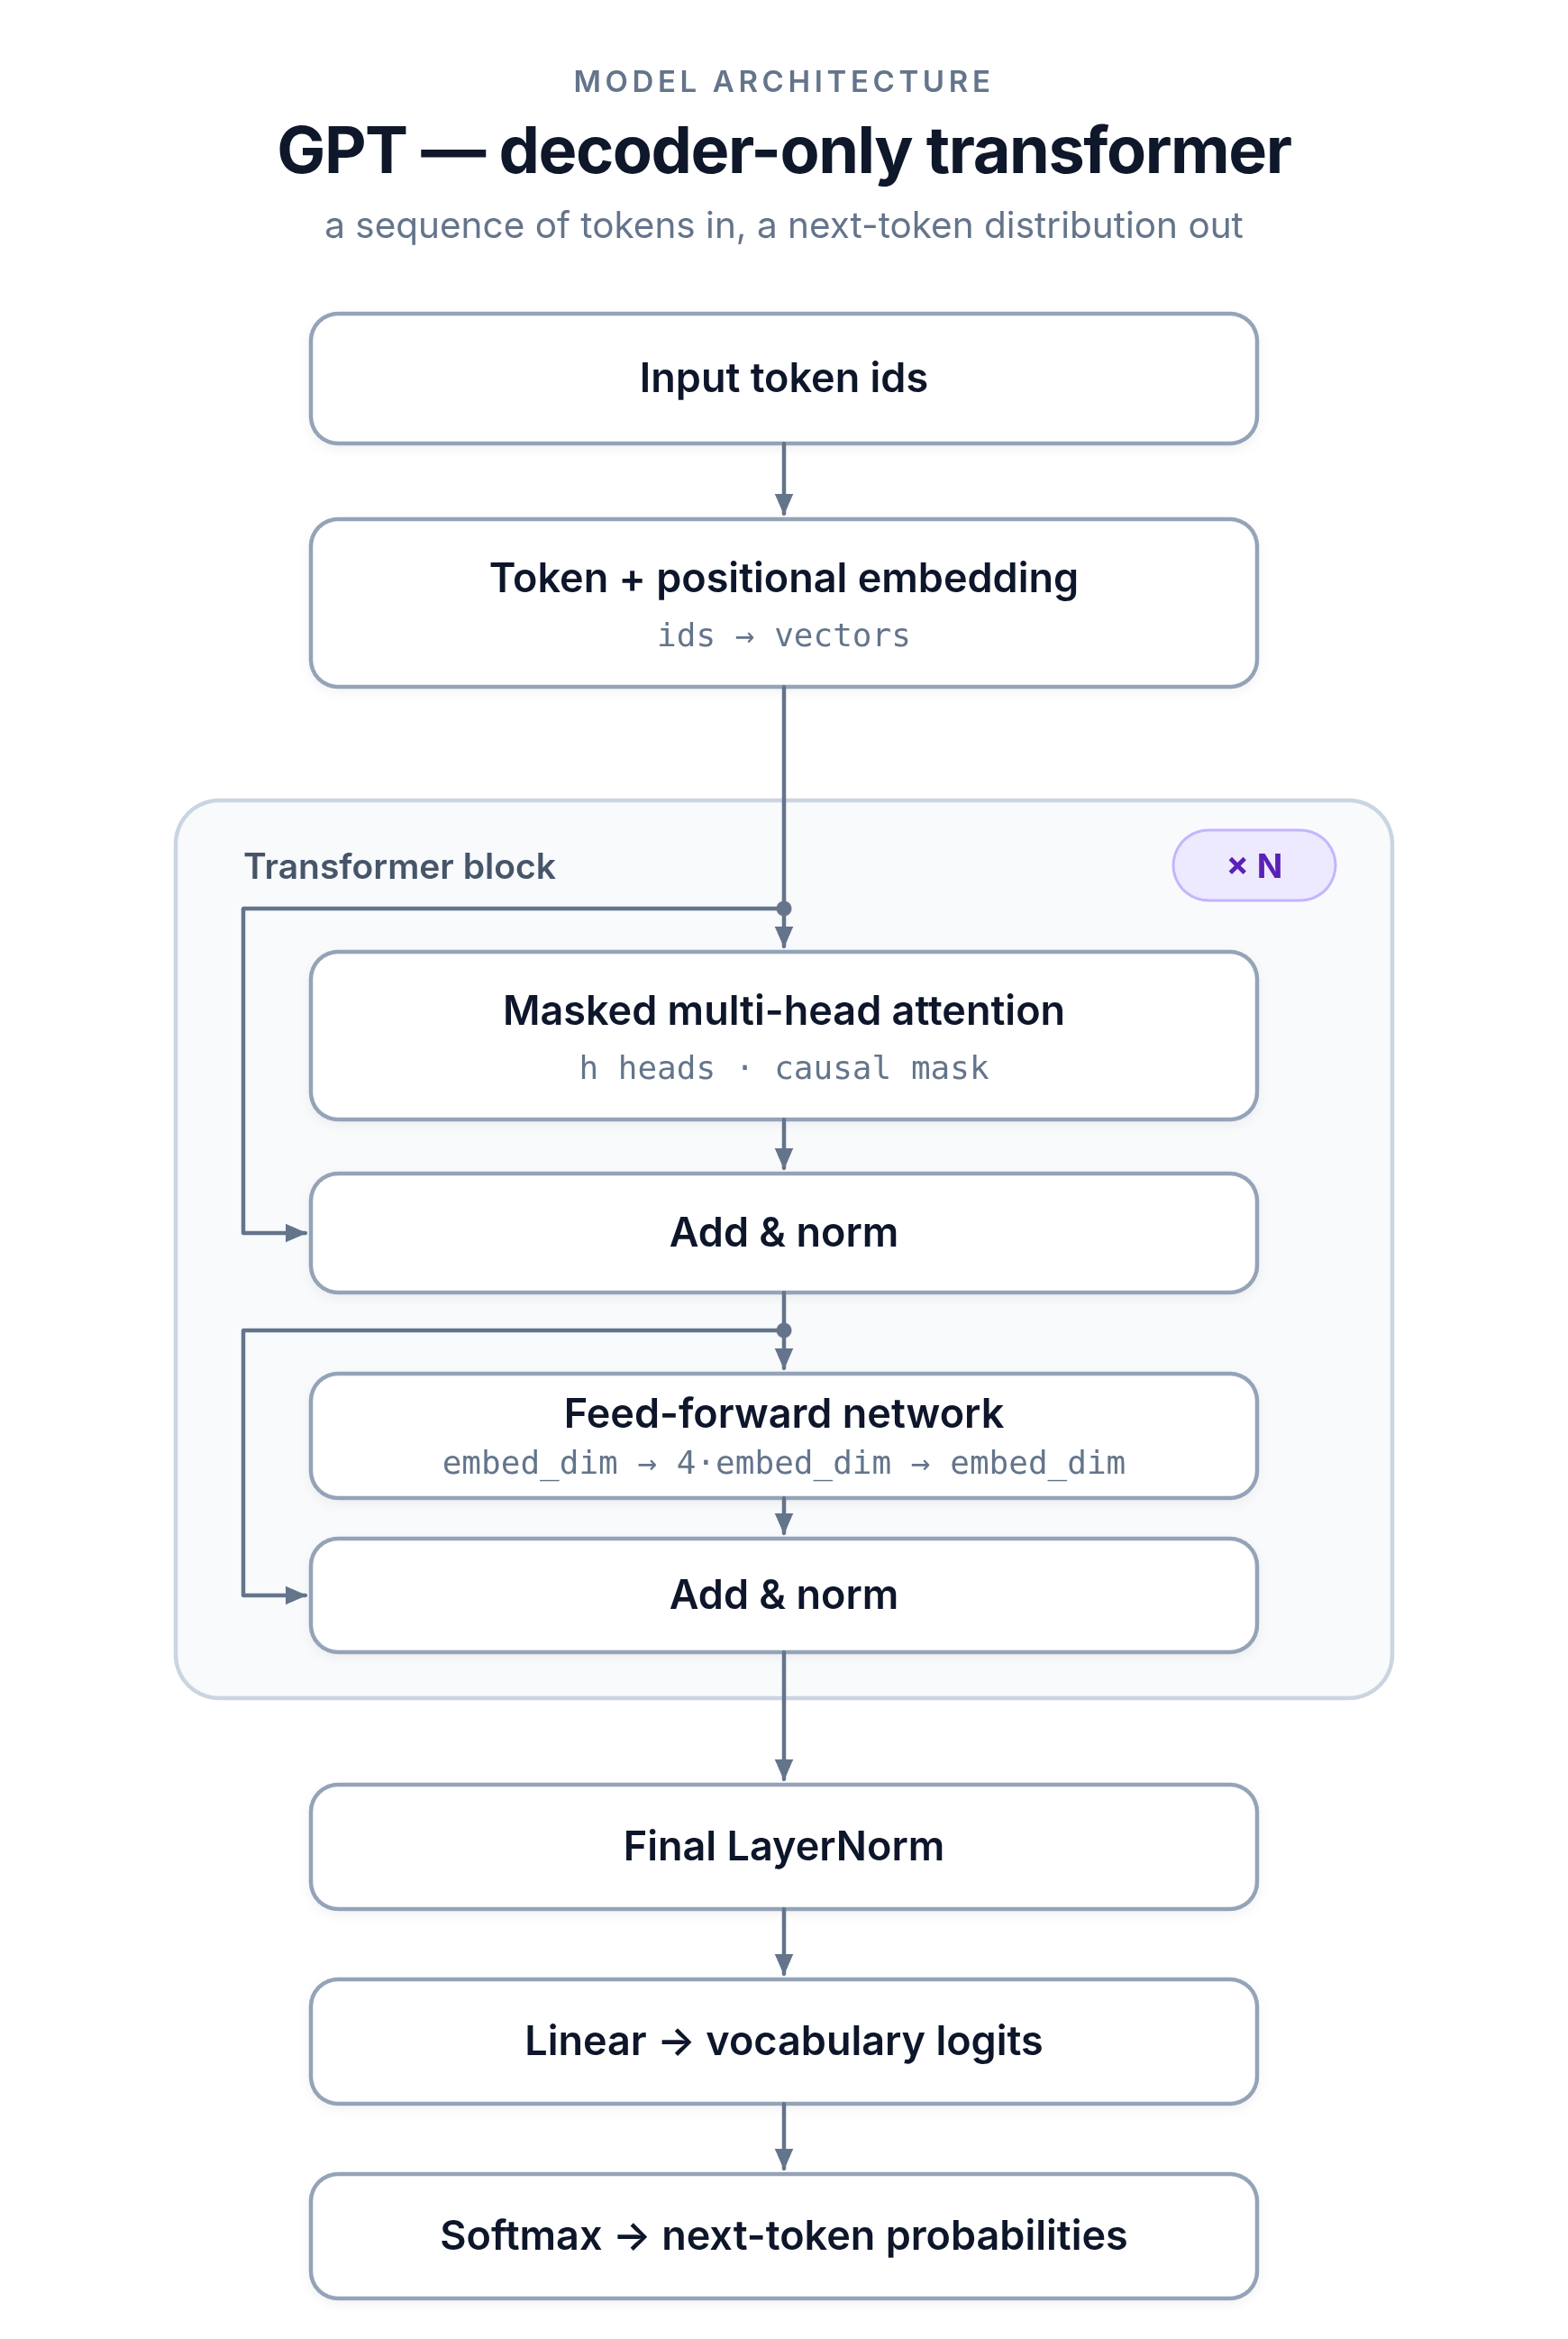 MODEL ARCHITECTURE
GPT — decoder-only transformer
a sequence of tokens in, a next-token distribution out
Input token ids
Token + positional embedding
ids → vectors
Transformer block
× N
Masked multi-head attention
h heads · causal mask
Add & norm
Feed-forward network
embed_dim → 4·embed_dim → embed_dim
Add & norm
Final LayerNorm
Linear → vocabulary logits
Softmax → next-token probabilities